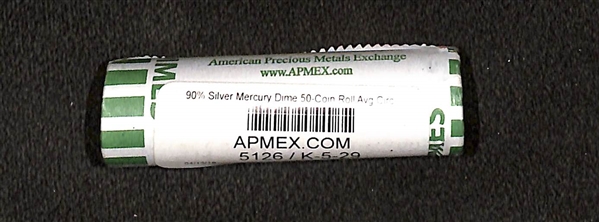 American Precious Metals Exchange
www.APMEX.com
90% Silver Mercury Dime 50-Coin Roll Avg Circ
APMEX.COM
5126 / K-5-29